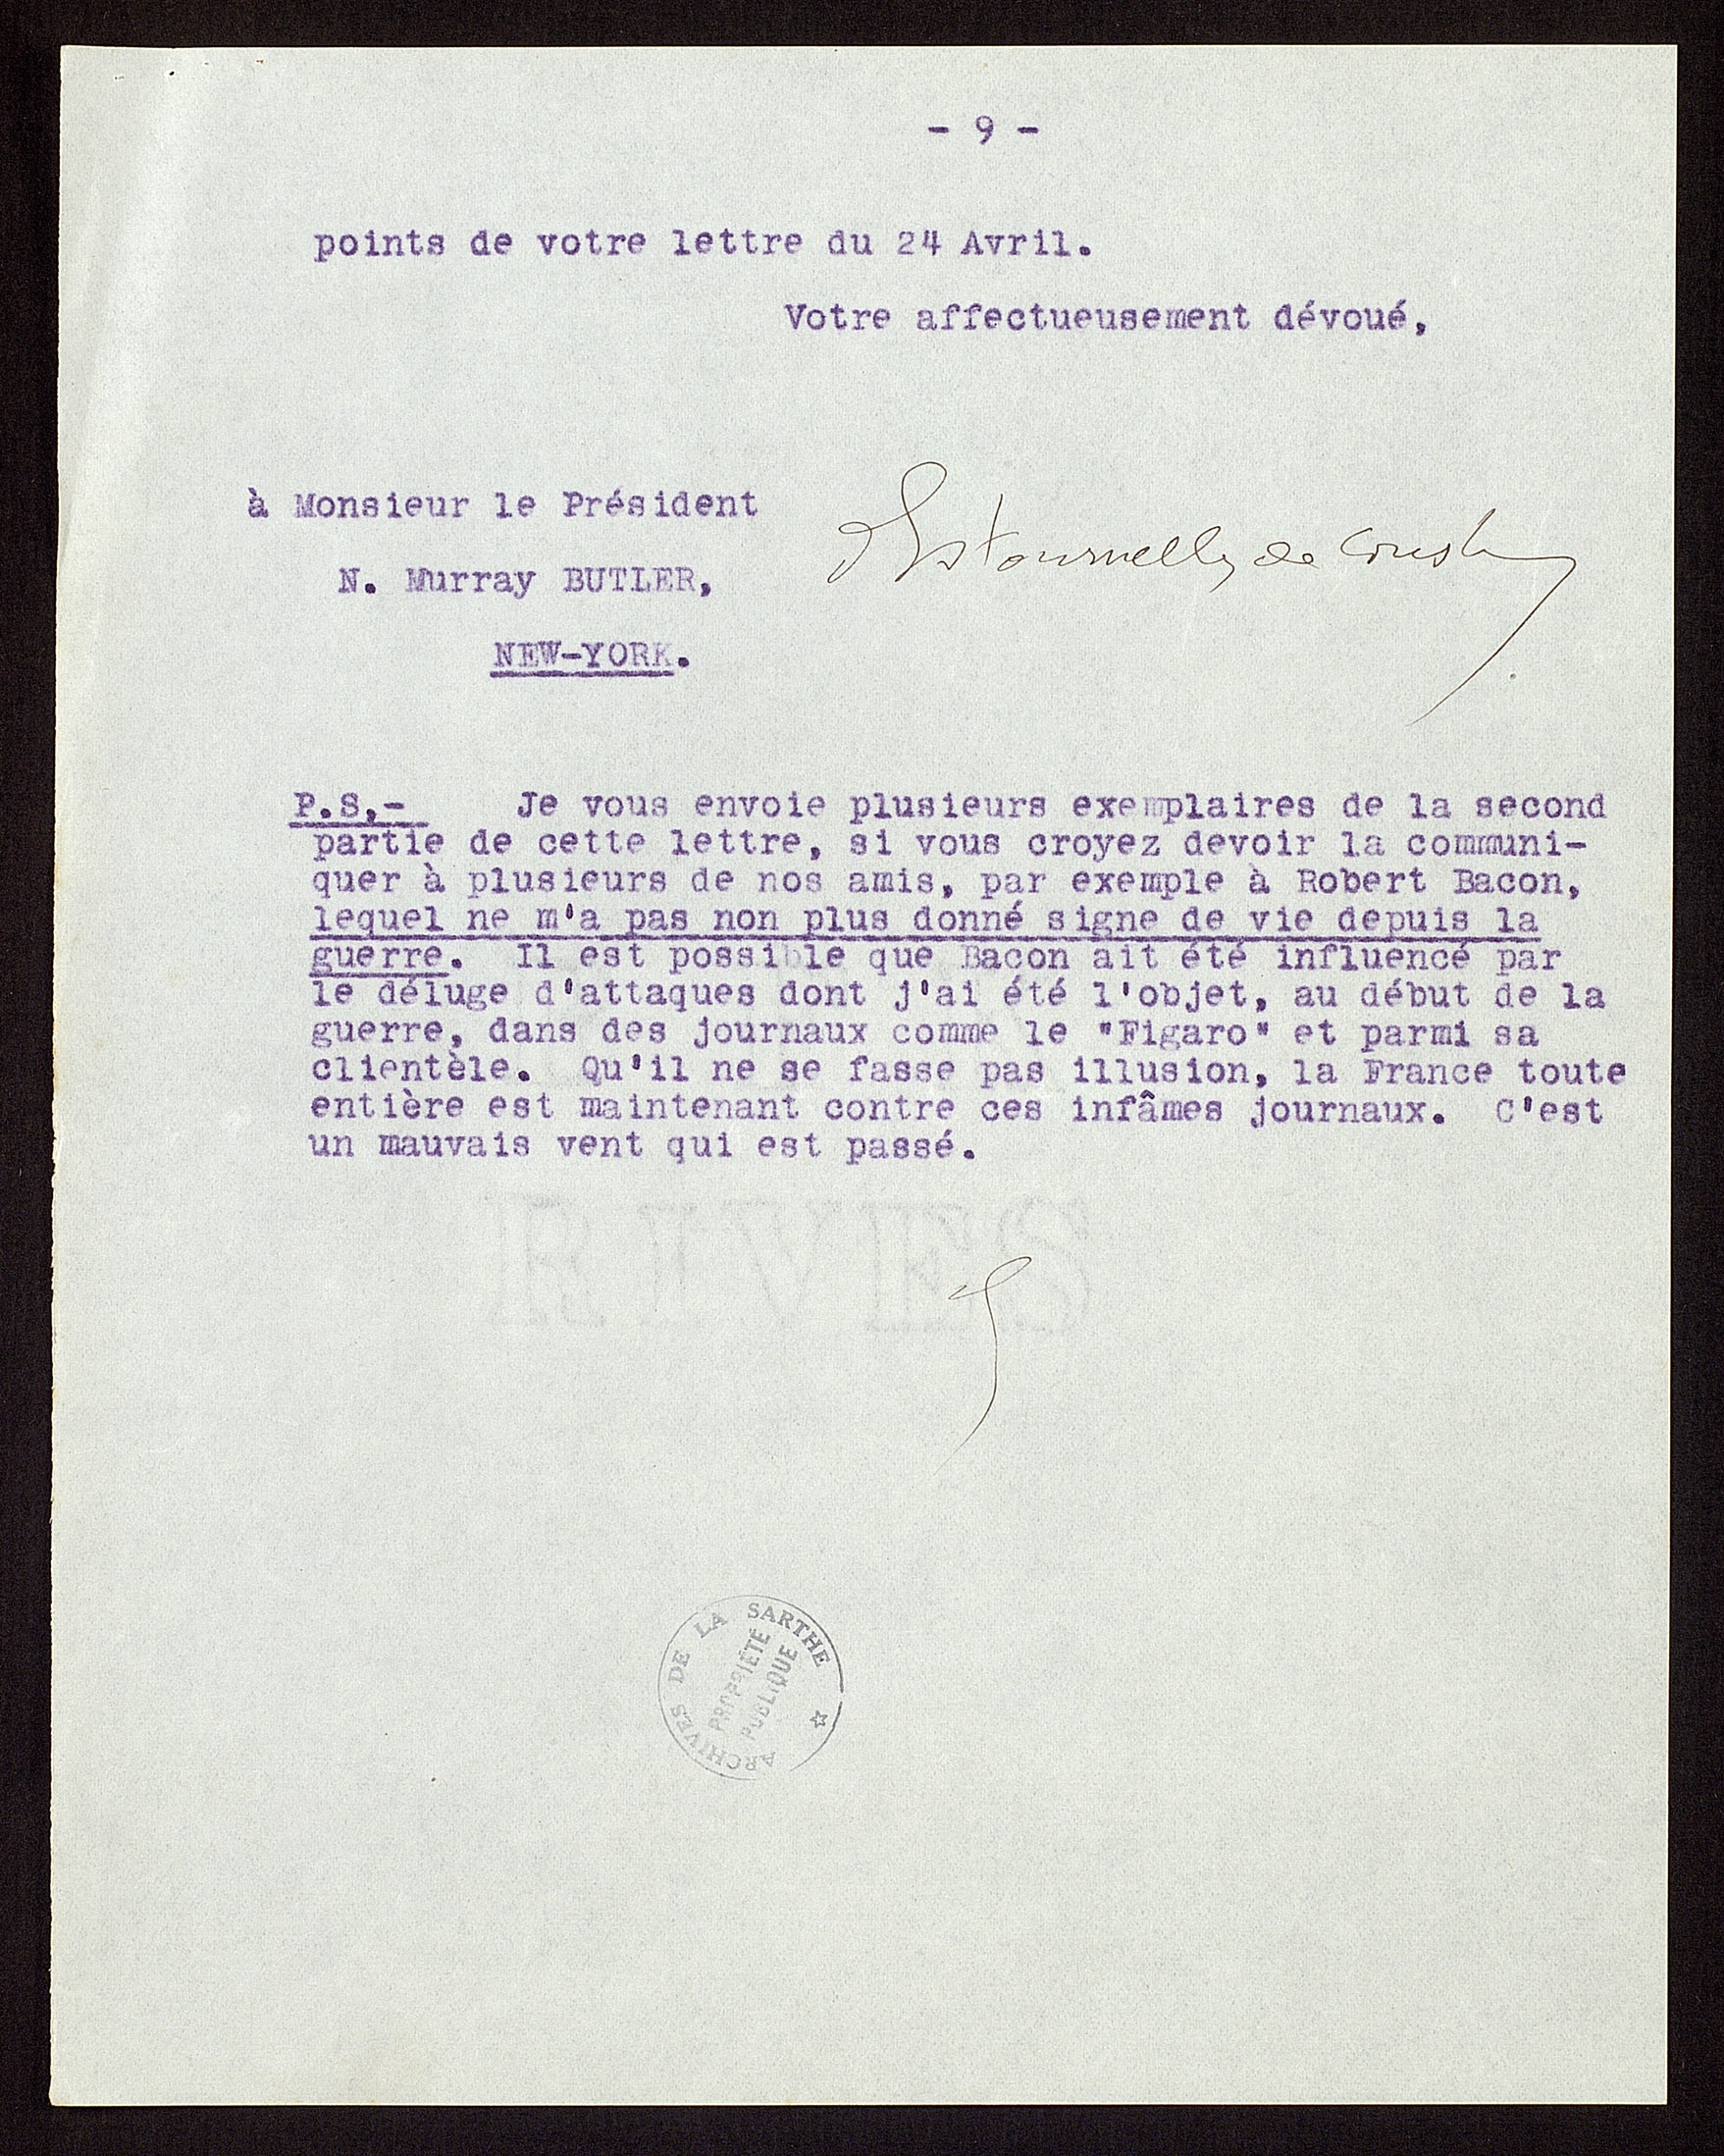 - 9 -
points de votre lettre du 24 Avril.
Votre affectueusement dévoué,
à Monsieur le Président
d'Estournelles de Constant
N. Murray BUTLER,
NEW-YORK.
P.S,- Je vous envoie plusieurs exemplaires de la second
partie de cette lettre, si vous croyez devoir la communi-
quer à plusieurs de nos amis, par exemple à Robert Bacon,
lequel ne m'a pas non plus donné signe de vie depuis la
guerre. Il est possible que Bacon ait été influencé par
le déluge d'attaques dont j'ai été l'objet, au début de la
guerre, dans des journaux comme le "Figaro" et parmi sa
clientèle. Qu'il ne se fasse pas illusion, la France toute
entière est maintenant contre ces infâmes journaux. C'est
un mauvais vent qui est passé.
RIVES
ARCHIVES DE LA SARTHE
PROPRIÉTÉ
PUBLIQUE